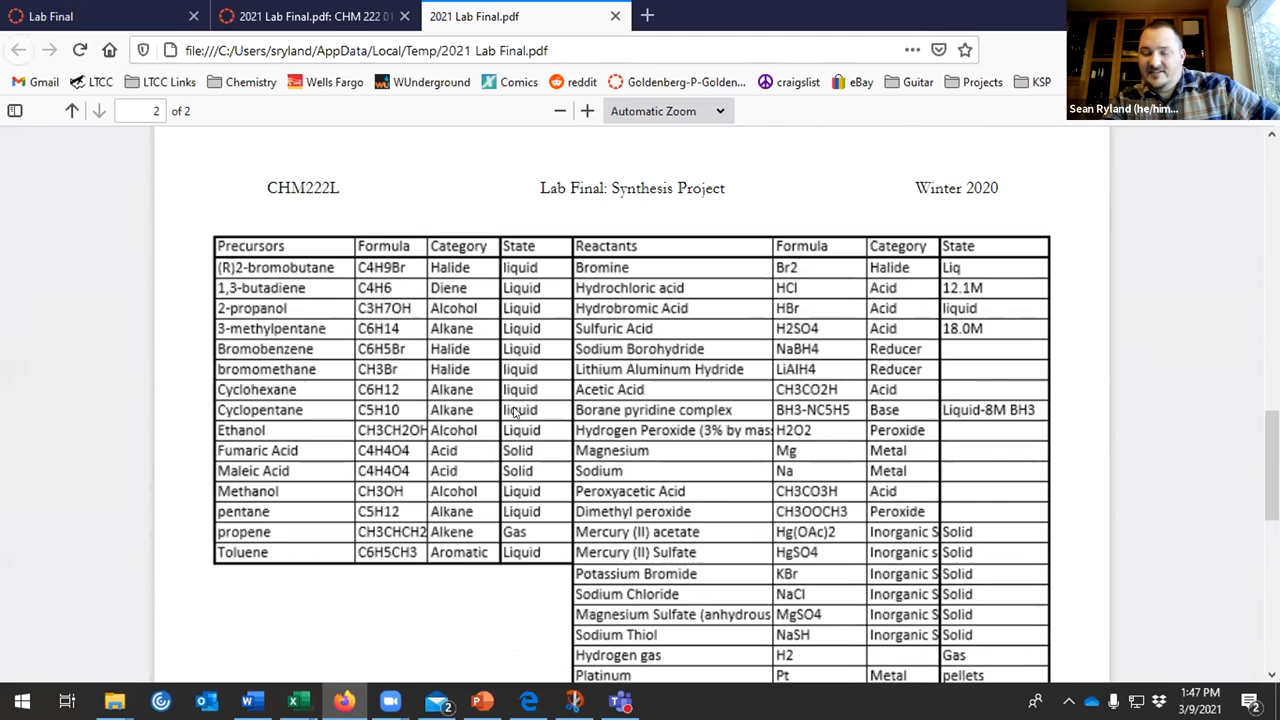 Lab Final
2021 Lab Final.pdf: CHM 222 01
2021 Lab Final.pdf
file:///C:/Users/sryland/AppData/Local/Temp/2021 Lab Final.pdf
Gmail LTCC LTCC Links Chemistry Wells Fargo WUnderground Comics reddit Goldenberg-P-Golden... craigslist eBay Guitar Projects KSP
2 of 2 Automatic Zoom
Sean Ryland (he/him...
CHM222L Lab Final: Synthesis Project Winter 2020
Precursors Formula Category State Reactants Formula Category State
(R)2-bromobutane C4H9Br Halide liquid Bromine Br2 Halide Liq
1,3-butadiene C4H6 Diene Liquid Hydrochloric acid HCl Acid 12.1M
2-propanol C3H7OH Alcohol Liquid Hydrobromic Acid HBr Acid liquid
3-methylpentane C6H14 Alkane Liquid Sulfuric Acid H2SO4 Acid 18.0M
Bromobenzene C6H5Br Halide Liquid Sodium Borohydride NaBH4 Reducer
bromomethane CH3Br Halide liquid Lithium Aluminum Hydride LiAlH4 Reducer
Cyclohexane C6H12 Alkane liquid Acetic Acid CH3CO2H Acid
Cyclopentane C5H10 Alkane liquid Borane pyridine complex BH3-NC5H5 Base Liquid-8M BH3
Ethanol CH3CH2OH Alcohol Liquid Hydrogen Peroxide (3% by mas H2O2 Peroxide
Fumaric Acid C4H4O4 Acid Solid Magnesium Mg Metal
Maleic Acid C4H4O4 Acid Solid Sodium Na Metal
Methanol CH3OH Alcohol Liquid Peroxyacetic Acid CH3CO3H Acid
pentane C5H12 Alkane Liquid Dimethyl peroxide CH3OOCH3 Peroxide
propene CH3CHCH2 Alkene Gas Mercury (II) acetate Hg(OAc)2 Inorganic S Solid
Toluene C6H5CH3 Aromatic Liquid Mercury (II) Sulfate HgSO4 Inorganic S Solid
Potassium Bromide KBr Inorganic S Solid
Sodium Chloride NaCl Inorganic S Solid
Magnesium Sulfate (anhydrous MgSO4 Inorganic S Solid
Sodium Thiol NaSH Inorganic S Solid
Hydrogen gas H2 Gas
Platinum Pt Metal pellets
1:47 PM
3/9/2021
2
2